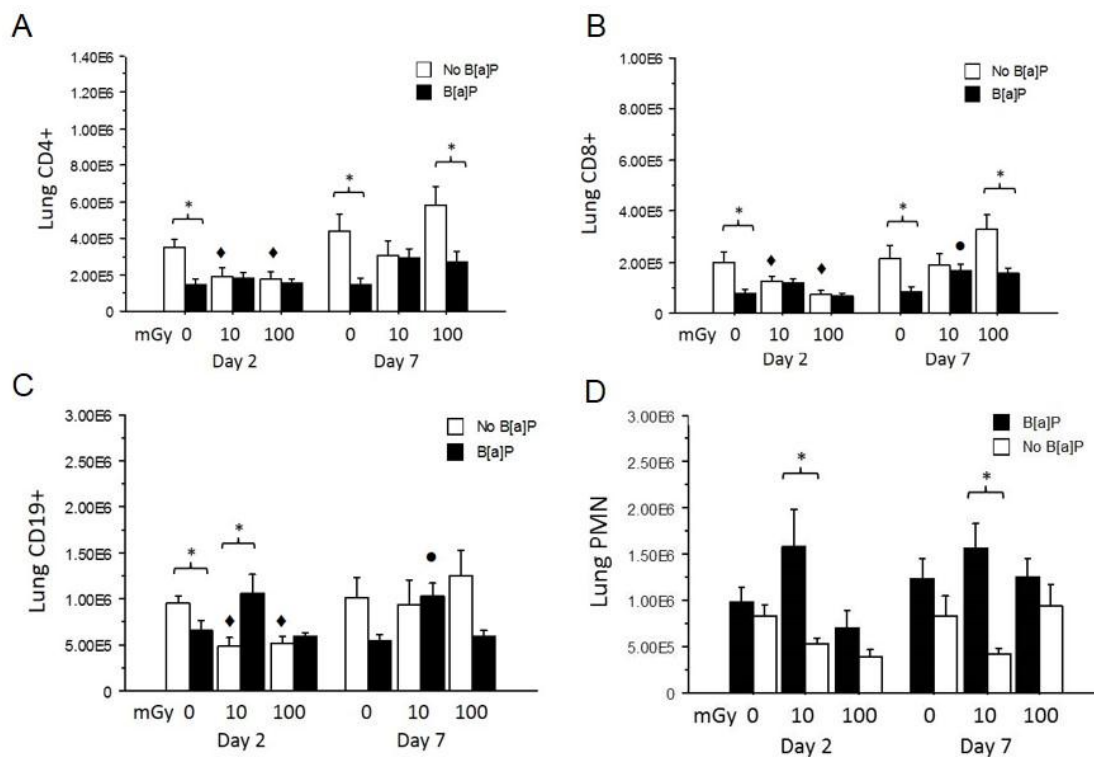 A
Lung CD4+
1.40E6
1.20E6
1.00E6
8.00E5
6.00E5
4.00E5
2.00E5
0
No B[a]P
B[a]P
*
*
*
♦
♦
mGy 0 10 100 0 10 100
Day 2 Day 7
B
Lung CD8+
1.00E6
8.00E5
6.00E5
4.00E5
2.00E5
0
No B[a]P
B[a]P
*
*
*
♦
♦
●
mGy 0 10 100 0 10 100
Day 2 Day 7
C
Lung CD19+
3.00E6
2.50E6
2.00E6
1.50E6
1.00E6
5.00E5
0
No B[a]P
B[a]P
*
*
♦
♦
●
mGy 0 10 100 0 10 100
Day 2 Day 7
D
Lung PMN
3.00E6
2.50E6
2.00E6
1.50E6
1.00E6
5.00E5
0
B[a]P
No B[a]P
*
*
mGy 0 10 100 0 10 100
Day 2 Day 7